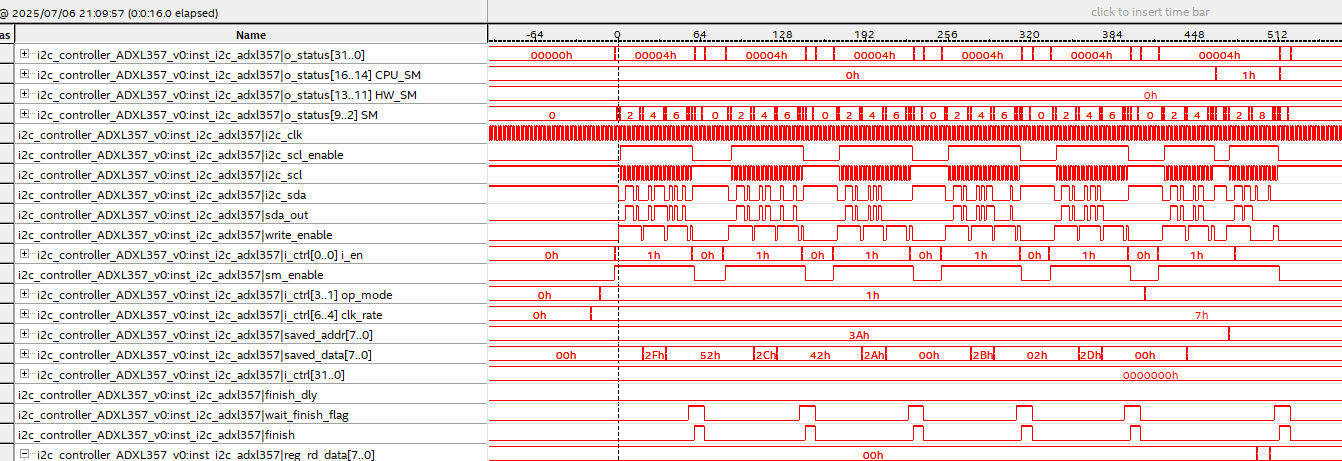 @ 2025/07/06 21:09:57 (0:0:16.0 elapsed) click to insert time bar
as Name -64 0 64 128 192 256 320 384 448 512
i2c_controller_ADXL357_v0:inst_i2c_adxl357|o_status[31..0] 00000h 00004h 00004h 00004h 00004h 00004h 00004h
i2c_controller_ADXL357_v0:inst_i2c_adxl357|o_status[16..14] CPU_SM 0h 1h
i2c_controller_ADXL357_v0:inst_i2c_adxl357|o_status[13..11] HW_SM 0h
i2c_controller_ADXL357_v0:inst_i2c_adxl357|o_status[9..2] SM 0 2 4 6 0 2 4 6 0 2 4 6 0 2 4 6 0 2 4 6 0 2 4 2 8
i2c_controller_ADXL357_v0:inst_i2c_adxl357|i2c_clk
i2c_controller_ADXL357_v0:inst_i2c_adxl357|i2c_scl_enable
i2c_controller_ADXL357_v0:inst_i2c_adxl357|i2c_scl
i2c_controller_ADXL357_v0:inst_i2c_adxl357|i2c_sda
i2c_controller_ADXL357_v0:inst_i2c_adxl357|sda_out
i2c_controller_ADXL357_v0:inst_i2c_adxl357|write_enable
i2c_controller_ADXL357_v0:inst_i2c_adxl357|i_ctrl[0..0] i_en 0h 1h 0h 1h 0h 1h 0h 1h 0h 1h 0h 1h
i2c_controller_ADXL357_v0:inst_i2c_adxl357|sm_enable
i2c_controller_ADXL357_v0:inst_i2c_adxl357|i_ctrl[3..1] op_mode 0h 1h
i2c_controller_ADXL357_v0:inst_i2c_adxl357|i_ctrl[6..4] clk_rate 0h 7h
i2c_controller_ADXL357_v0:inst_i2c_adxl357|saved_addr[7..0] 3Ah
i2c_controller_ADXL357_v0:inst_i2c_adxl357|saved_data[7..0] 00h 2Fh 52h 2Ch 42h 2Ah 00h 2Bh 02h 2Dh 00h
i2c_controller_ADXL357_v0:inst_i2c_adxl357|i_ctrl[31..0] 0000000h
i2c_controller_ADXL357_v0:inst_i2c_adxl357|finish_dly
i2c_controller_ADXL357_v0:inst_i2c_adxl357|wait_finish_flag
i2c_controller_ADXL357_v0:inst_i2c_adxl357|finish
i2c_controller_ADXL357_v0:inst_i2c_adxl357|reg_rd_data[7..0] 00h